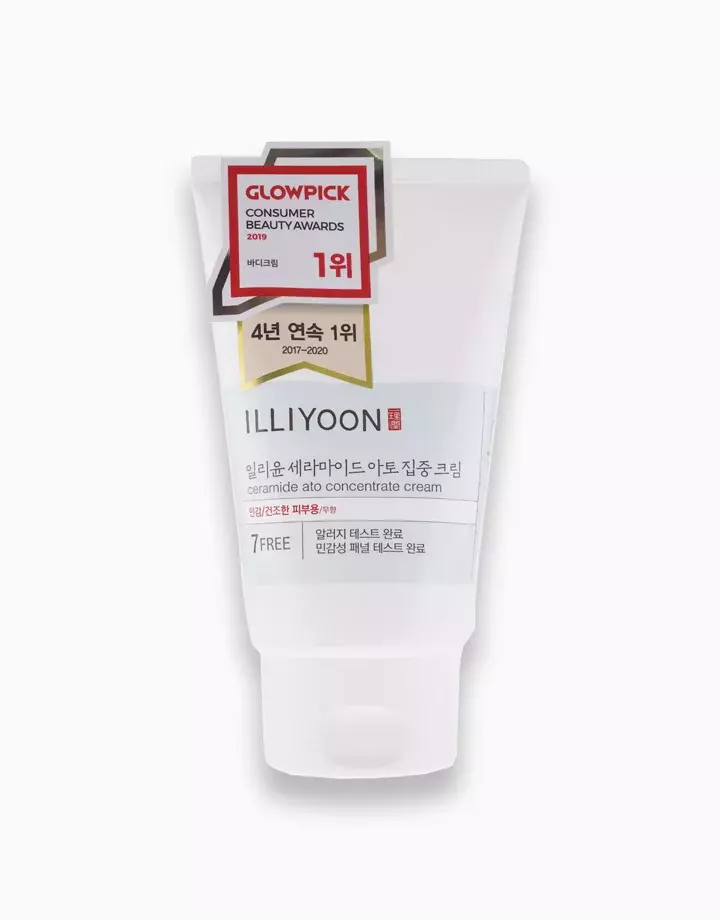 GLOWPICK
CONSUMER
BEAUTY AWARDS
2019
바디크림
1위
4년 연속 1위
2017-2020
ILLIYOON
일리윤 세라마이드 아토 집중 크림
ceramide ato concentrate cream
민감/건조한 피부용/무향
7 FREE
알러지 테스트 완료
민감성 패널 테스트 완료